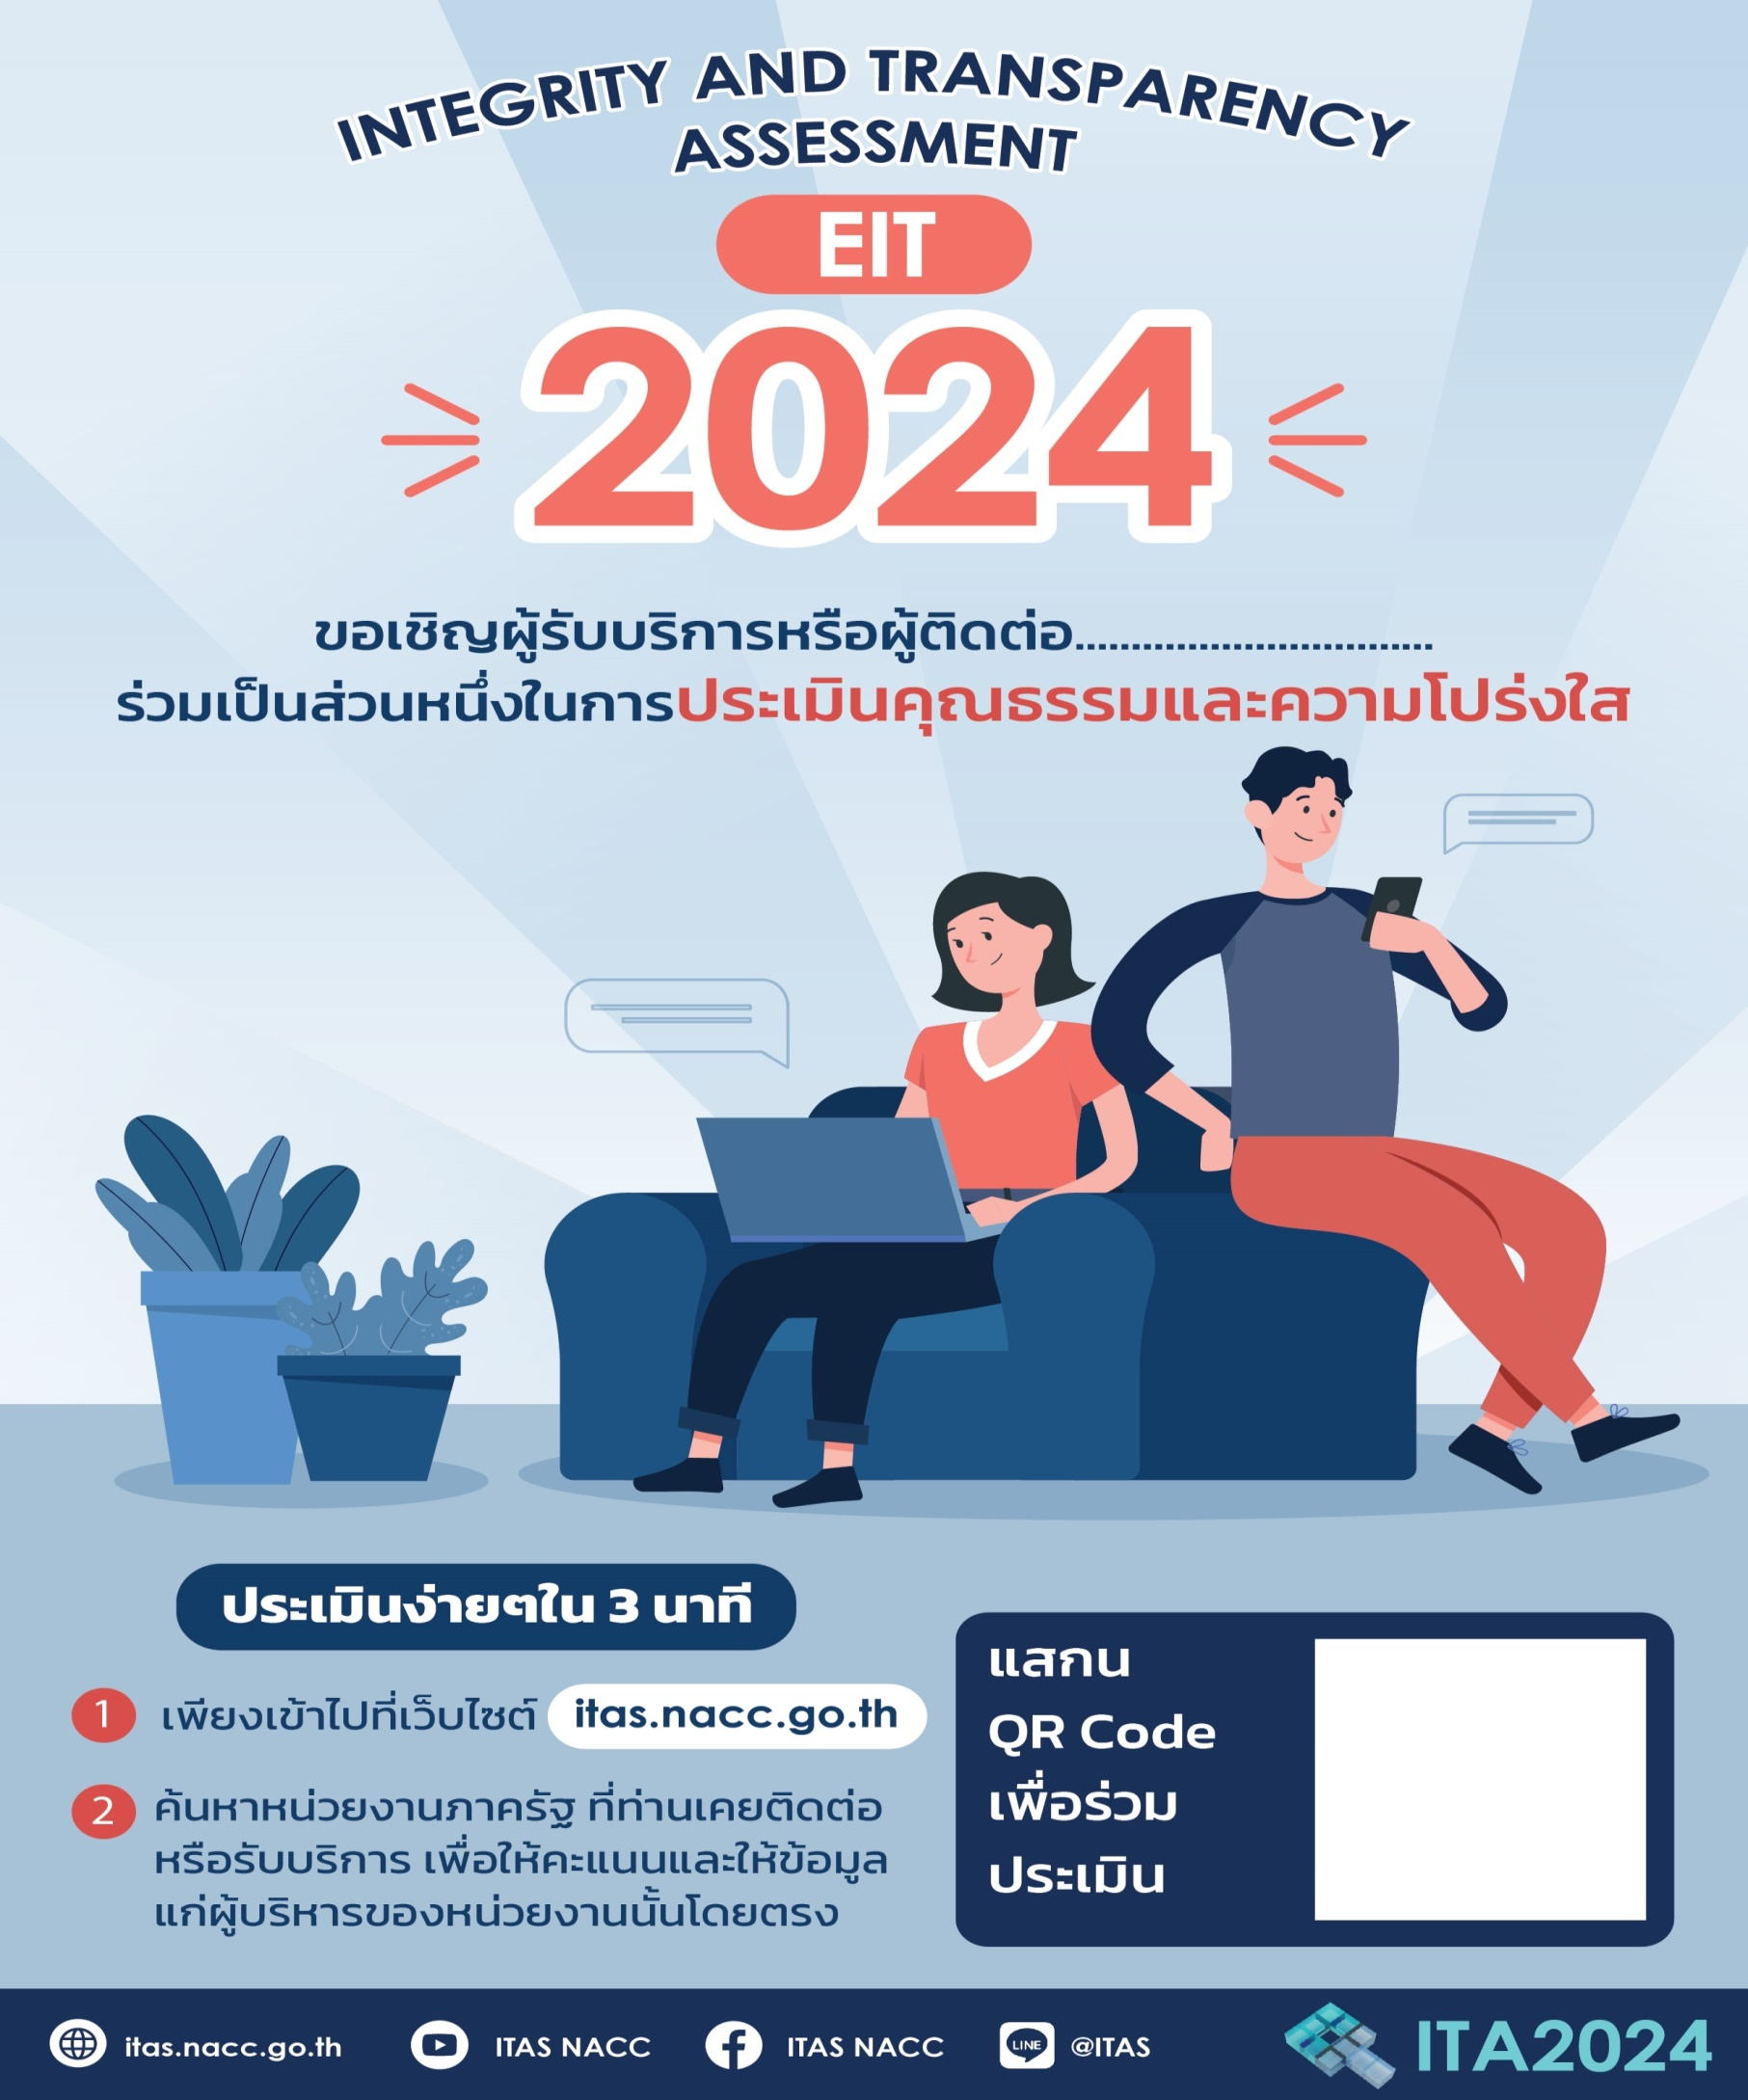 INTEGRITY AND TRANSPARENCY
ASSESSMENT
EIT
2024
ขอเชิญผู้รับบริการหรือผู้ติดต่อ................................
ร่วมเป็นส่วนหนึ่งในการประเมินคุณธรรมและความโปร่งใส
ประเมินง่ายๆใน 3 นาที
1 เพียงเข้าไปที่เว็บไซต์ itas.nacc.go.th
2 ค้นหาหน่วยงานภาครัฐ ที่ท่านเคยติดต่อ
หรือรับบริการ เพื่อให้คะแนนและให้ข้อมูล
แก่ผู้บริหารของหน่วยงานนั้นโดยตรง
แสกน
QR Code
เพื่อร่วม
ประเมิน
itas.nacc.go.th ITAS NACC ITAS NACC LINE @ITAS ITA2024